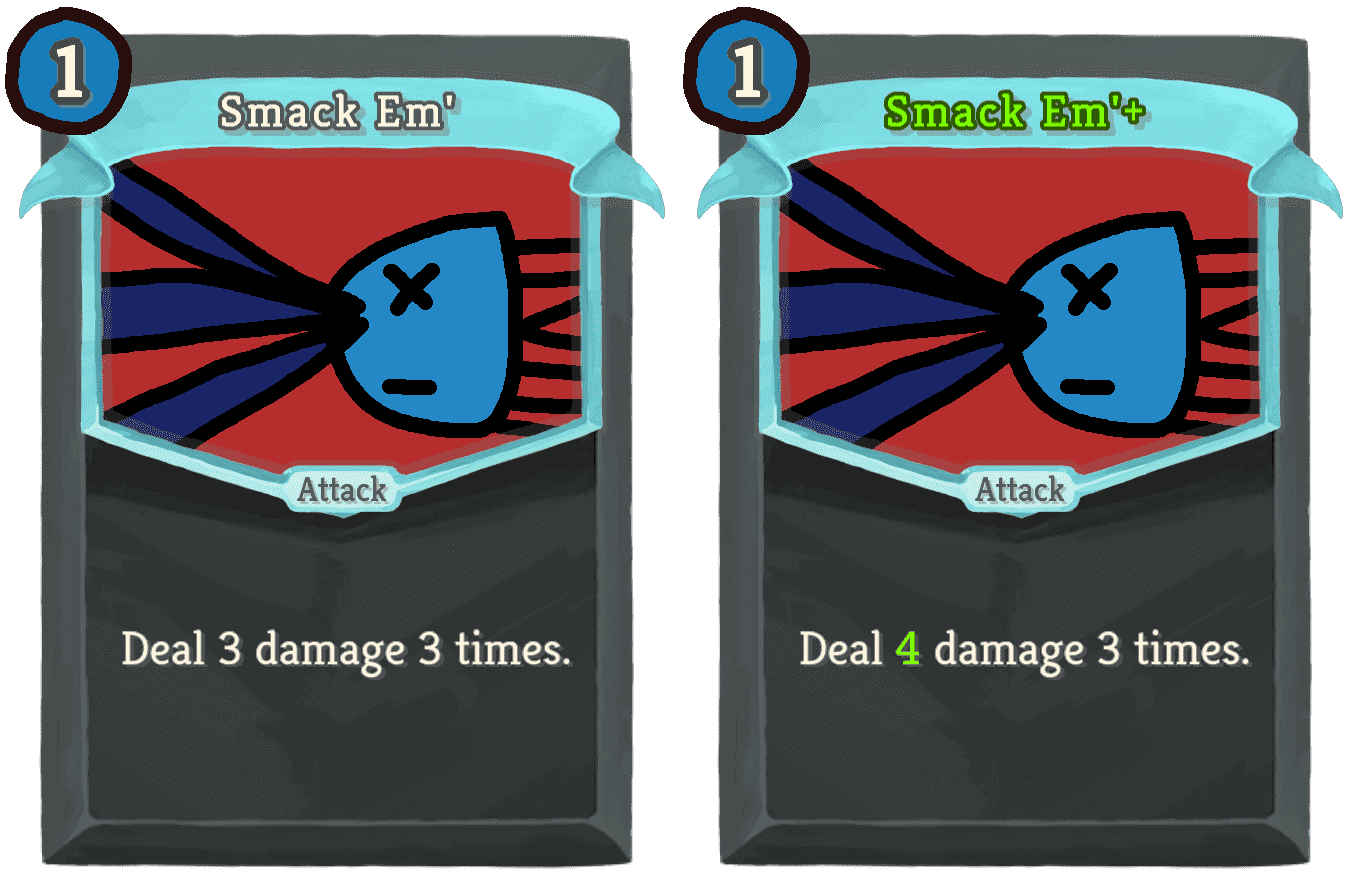 1
Smack Em'
Attack
Deal 3 damage 3 times.
1
Smack Em'+
Attack
Deal 4 damage 3 times.